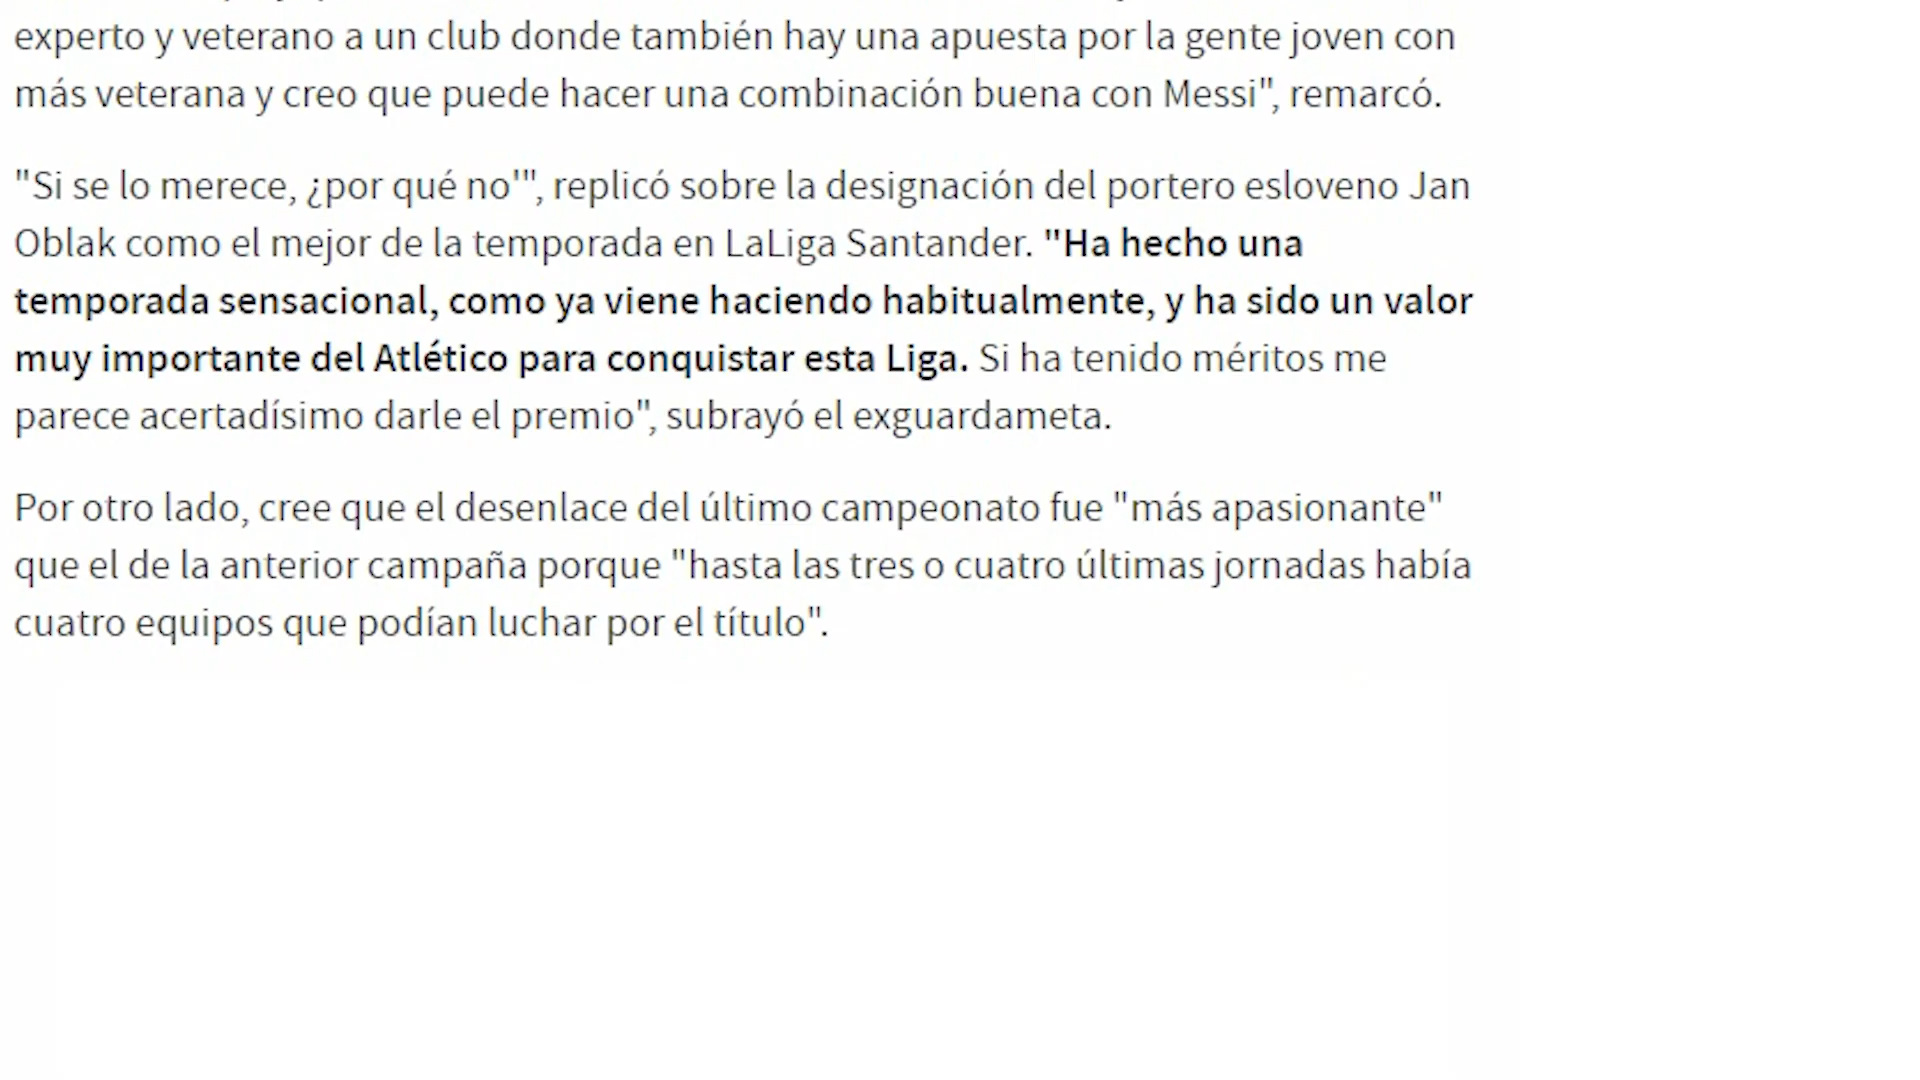 experto y veterano a un club donde también hay una apuesta por la gente joven con
más veterana y creo que puede hacer una combinación buena con Messi", remarcó.
"Si se lo merece, ¿por qué no'", replicó sobre la designación del portero esloveno Jan
Oblak como el mejor de la temporada en LaLiga Santander. "Ha hecho una
temporada sensacional, como ya viene haciendo habitualmente, y ha sido un valor
muy importante del Atlético para conquistar esta Liga. Si ha tenido méritos me
parece acertadísimo darle el premio", subrayó el exguardameta.
Por otro lado, cree que el desenlace del último campeonato fue "más apasionante"
que el de la anterior campaña porque "hasta las tres o cuatro últimas jornadas había
cuatro equipos que podían luchar por el título".